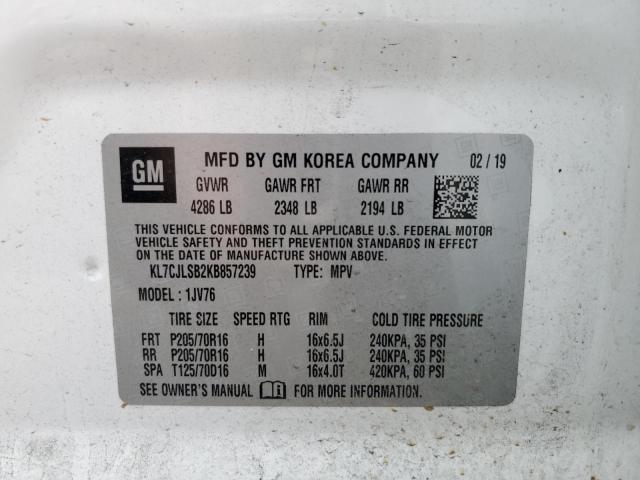 GM MFD BY GM KOREA COMPANY 02 / 19
GVWR GAWR FRT GAWR RR
4286 LB 2348 LB 2194 LB
THIS VEHICLE CONFORMS TO ALL APPLICABLE U.S. FEDERAL MOTOR
VEHICLE SAFETY AND THEFT PREVENTION STANDARDS IN EFFECT
ON THE DATE OF MANUFACTURE SHOWN ABOVE.
KL7CJLSB2KB857239 TYPE: MPV
MODEL : 1JV76
TIRE SIZE SPEED RTG RIM COLD TIRE PRESSURE
FRT P205/70R16 H 16x6.5J 240KPA, 35 PSI
RR P205/70R16 H 16x6.5J 240KPA, 35 PSI
SPA T125/70D16 M 16x4.0T 420KPA, 60 PSI
SEE OWNER'S MANUAL FOR MORE INFORMATION.